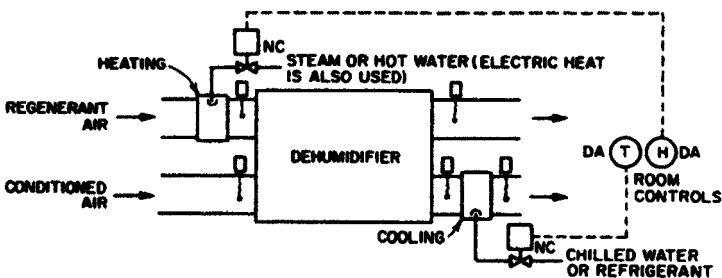 NC
HEATING
STEAM OR HOT WATER (ELECTRIC HEAT
IS ALSO USED)
REGENERANT
AIR
DEHUMIDIFIER
DA T H DA
ROOM
CONTROLS
CONDITIONED
AIR
COOLING
NC
CHILLED WATER
OR REFRIGERANT